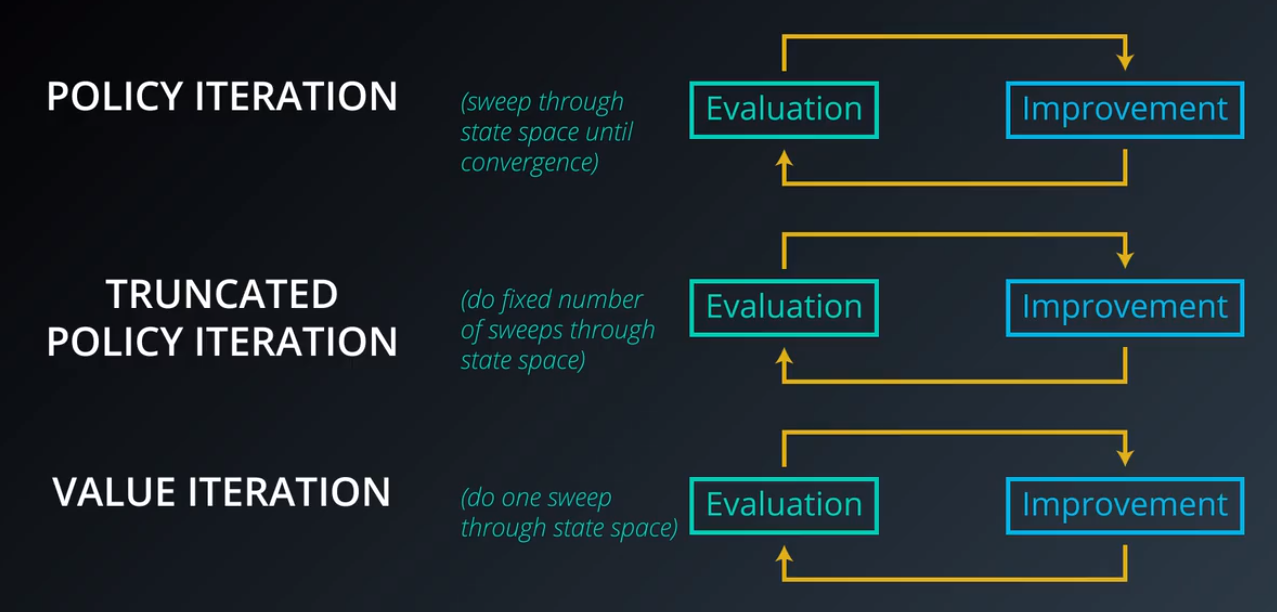 POLICY ITERATION
(sweep through
state space until
convergence)
Evaluation
Improvement
TRUNCATED
POLICY ITERATION
(do fixed number
of sweeps through
state space)
Evaluation
Improvement
VALUE ITERATION
(do one sweep
through state space)
Evaluation
Improvement